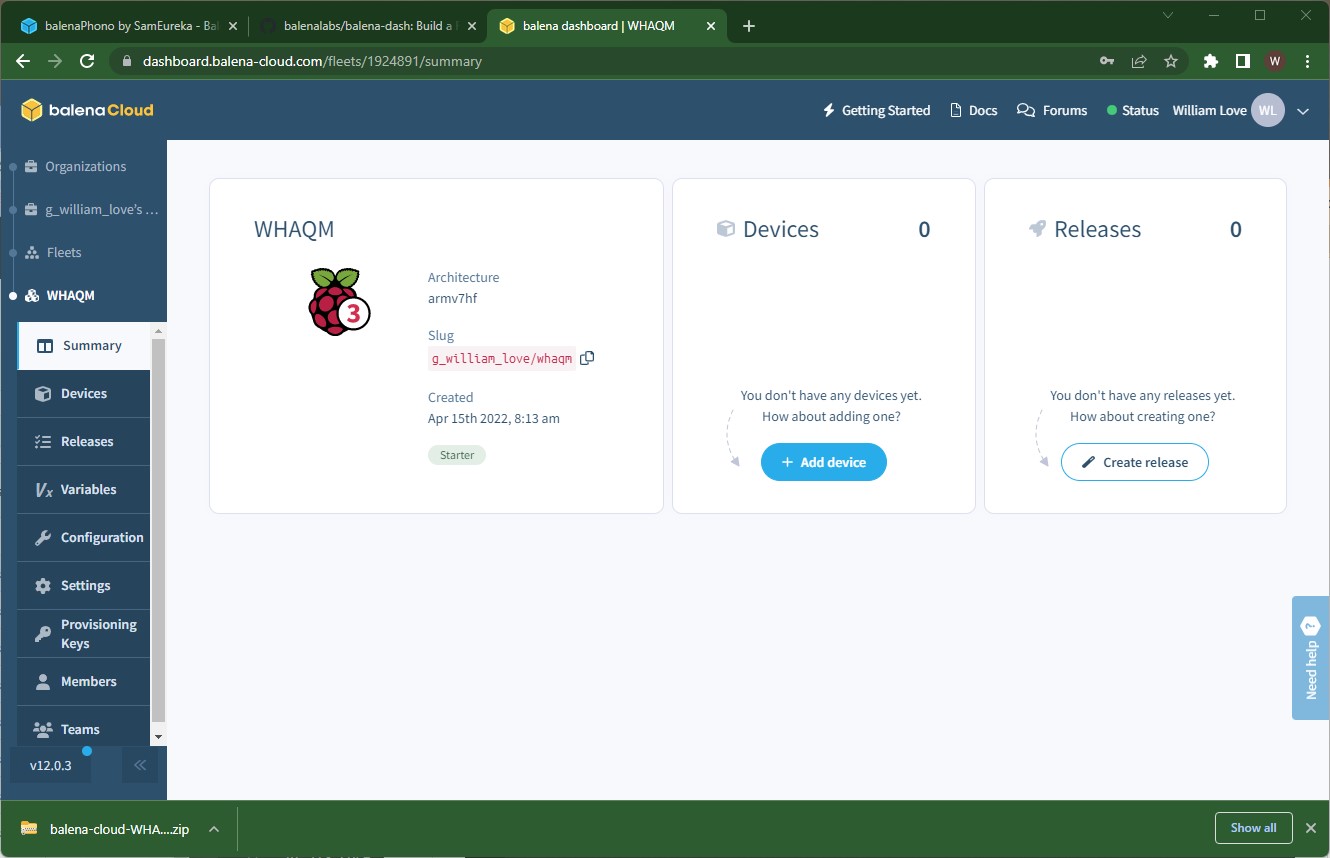 balenaPhono by SamEureka - Bal
balenalabs/balena-dash: Build a
balena dashboard | WHAQM
dashboard.balena-cloud.com/fleets/1924891/summary
W
balenaCloud
Getting Started
Docs
Forums
Status
William Love
WL
Organizations
g_william_love's ...
Fleets
WHAQM
Summary
Devices
Releases
Variables
Configuration
Settings
Provisioning
Keys
Members
Teams
v12.0.3
WHAQM
3
Architecture
armv7hf
Slug
g_william_love/whaqm
Created
Apr 15th 2022, 8:13 am
Starter
Devices 0
You don't have any devices yet.
How about adding one?
+ Add device
Releases 0
You don't have any releases yet.
How about creating one?
Create release
Need help ?
balena-cloud-WHA....zip
Show all